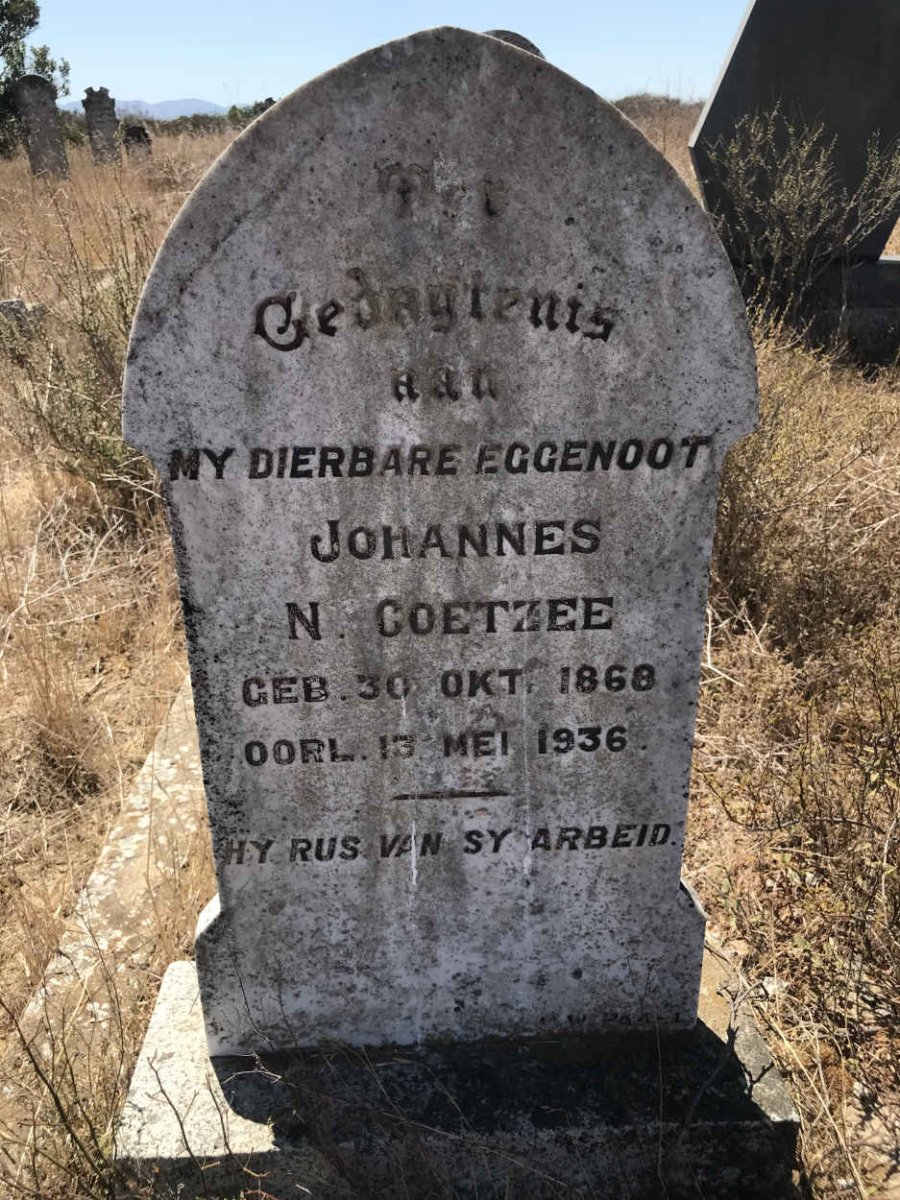 Ter
Gedagtenis
aan
MY DIERBARE EGGENOOT
JOHANNES
N. COETZEE
GEB. 30 OKT. 1868
OORL. 13 MEI 1936.
HY RUS VAN SY ARBEID.